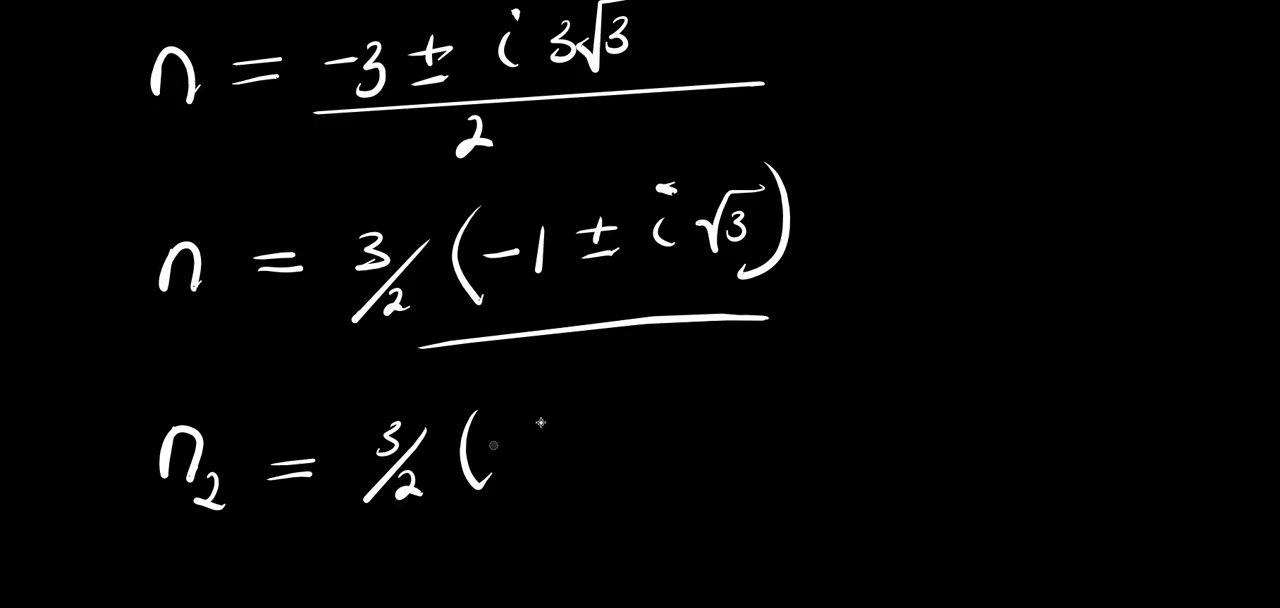 n = -3 ± i 3√3 / 2
n = 3/2 (-1 ± i √3)
n₂ = 3/2 (